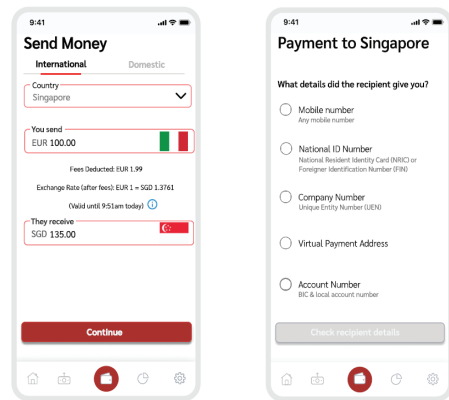 9:41
Send Money
International
Domestic
Country
Singapore
You send
EUR 100.00
Fees Deducted: EUR 1.99
Exchange Rate (after fees): EUR 1 = SGD 1.3761
(Valid until 9:51am today)
They receive
SGD 135.00
Continue
9:41
Payment to Singapore
What details did the recipient give you?
Mobile number
Any mobile number
National ID Number
National Resident Identity Card (NRIC) or
Foreigner Identification Number (FIN)
Company Number
Unique Entity Number (UEN)
Virtual Payment Address
Account Number
BIC & local account number
Check recipient details